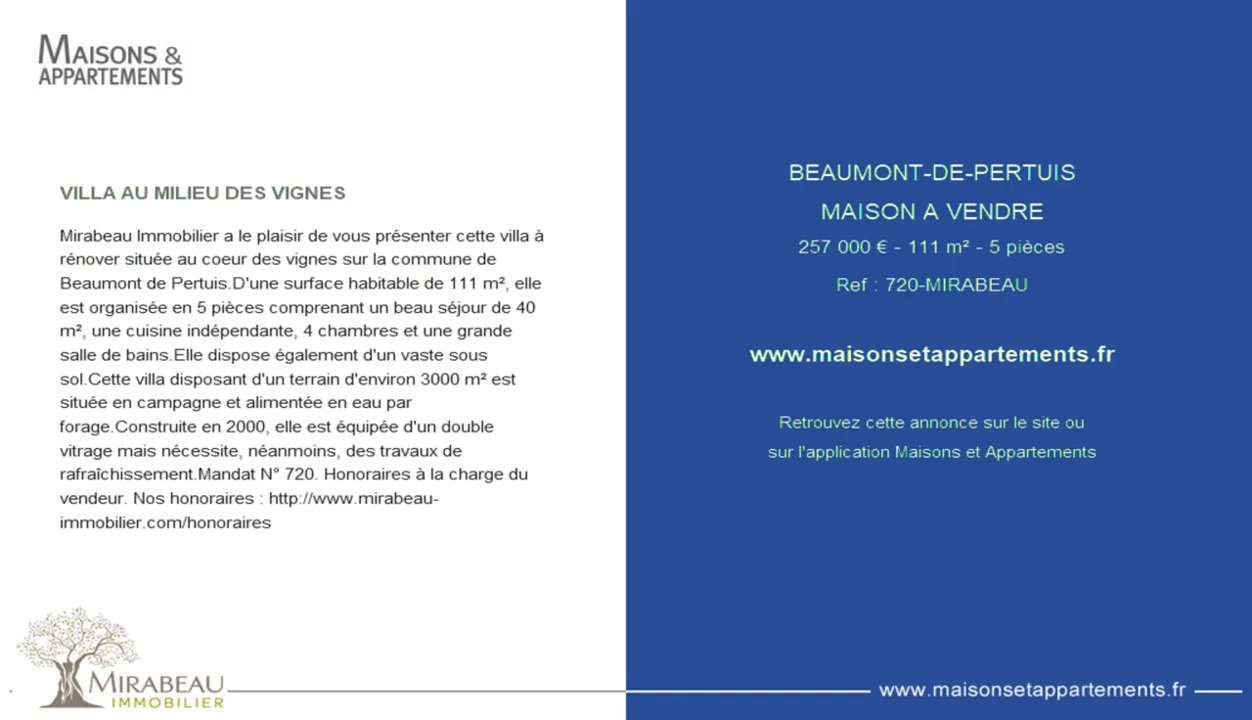 MAISONS &
APPARTEMENTS
VILLA AU MILIEU DES VIGNES
Mirabeau Immobilier a le plaisir de vous présenter cette villa à
rénover située au coeur des vignes sur la commune de
Beaumont de Pertuis.D'une surface habitable de 111 m², elle
est organisée en 5 pièces comprenant un beau séjour de 40
m², une cuisine indépendante, 4 chambres et une grande
salle de bains.Elle dispose également d'un vaste sous
sol.Cette villa disposant d'un terrain d'environ 3000 m² est
située en campagne et alimentée en eau par
forage.Construite en 2000, elle est équipée d'un double
vitrage mais nécessite, néanmoins, des travaux de
rafraîchissement.Mandat N° 720. Honoraires à la charge du
vendeur. Nos honoraires : http://www.mirabeau-
immobilier.com/honoraires
MIRABEAU
IMMOBILIER
BEAUMONT-DE-PERTUIS
MAISON A VENDRE
257 000 € - 111 m² - 5 pièces
Ref : 720-MIRABEAU
www.maisonsetappartements.fr
Retrouvez cette annonce sur le site ou
sur l'application Maisons et Appartements
www.maisonsetappartements.fr